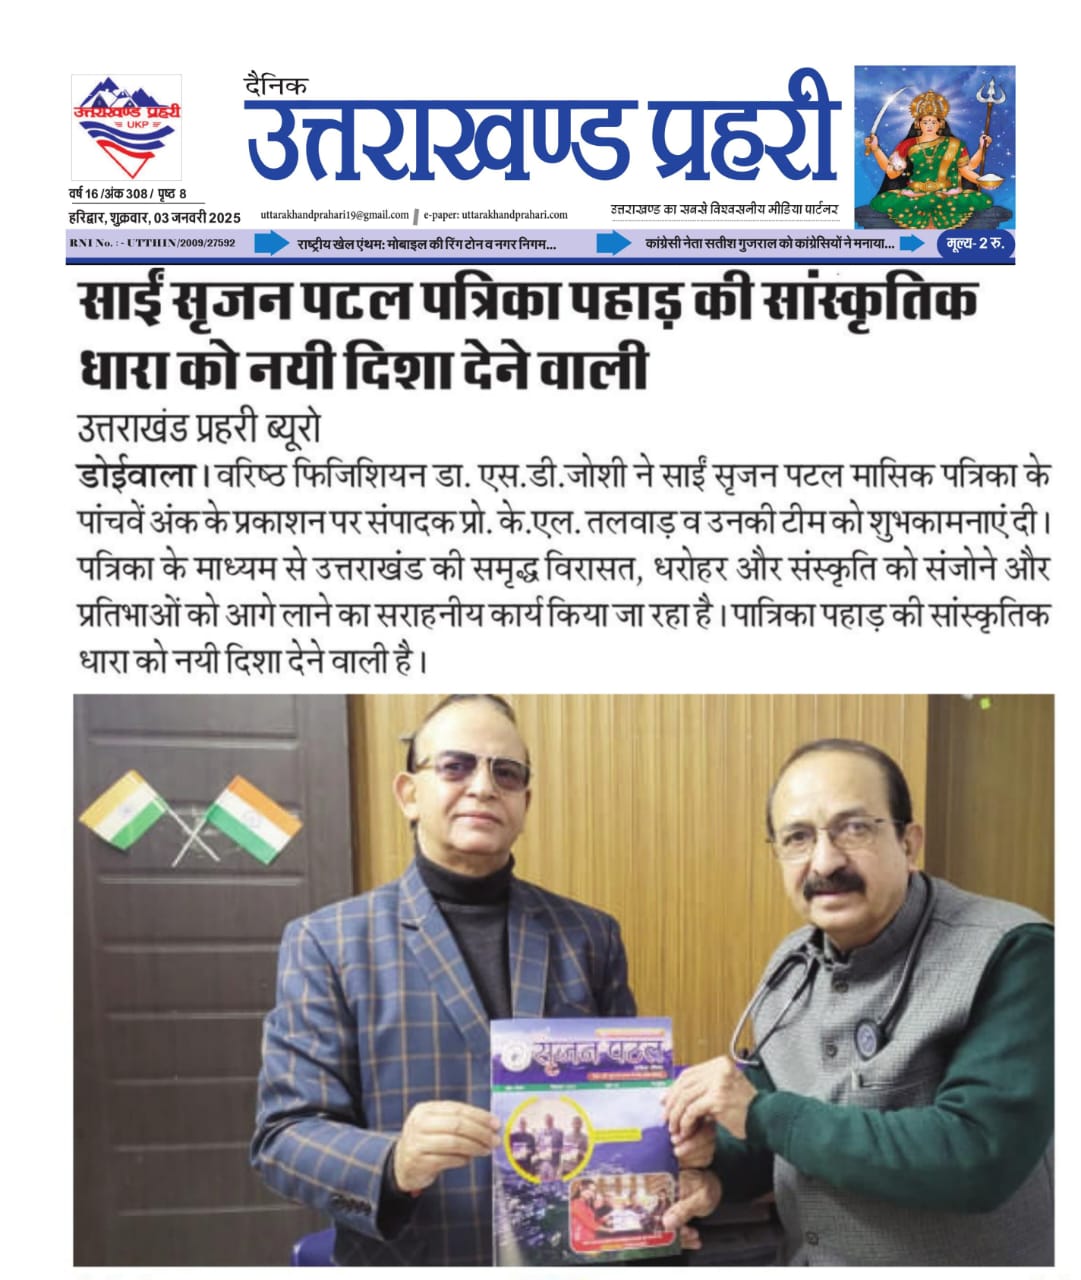 उत्तराखण्ड प्रहरी
UKP
दैनिक
उत्तराखण्ड प्रहरी
वर्ष 16 /अंक 308 / पृष्ठ 8
हरिद्वार, शुक्रवार, 03 जनवरी 2025
uttarakhandprahari19@gmail.com
e-paper: uttarakhandprahari.com
उत्तराखण्ड का सबसे विश्वसनीय मीडिया पार्टनर
RNI No. : - UTTHIN/2009/27592
राष्ट्रीय खेल एंथम: मोबाइल की रिंग टोन व नगर निगम...
कांग्रेसी नेता सतीश गुजराल को कांग्रेसियों ने मनाया...
मूल्य- 2 रु.
साईं सृजन पटल पत्रिका पहाड़ की सांस्कृतिक
धारा को नयी दिशा देने वाली
उत्तराखंड प्रहरी ब्यूरो
डोईवाला। वरिष्ठ फिजिशियन डा. एस.डी.जोशी ने साईं सृजन पटल मासिक पत्रिका के
पांचवें अंक के प्रकाशन पर संपादक प्रो. के.एल. तलवाड़ व उनकी टीम को शुभकामनाएं दी।
पत्रिका के माध्यम से उत्तराखंड की समृद्ध विरासत, धरोहर और संस्कृति को संजोने और
प्रतिभाओं को आगे लाने का सराहनीय कार्य किया जा रहा है। पात्रिका पहाड़ की सांस्कृतिक
धारा को नयी दिशा देने वाली है।
सृजन पटल